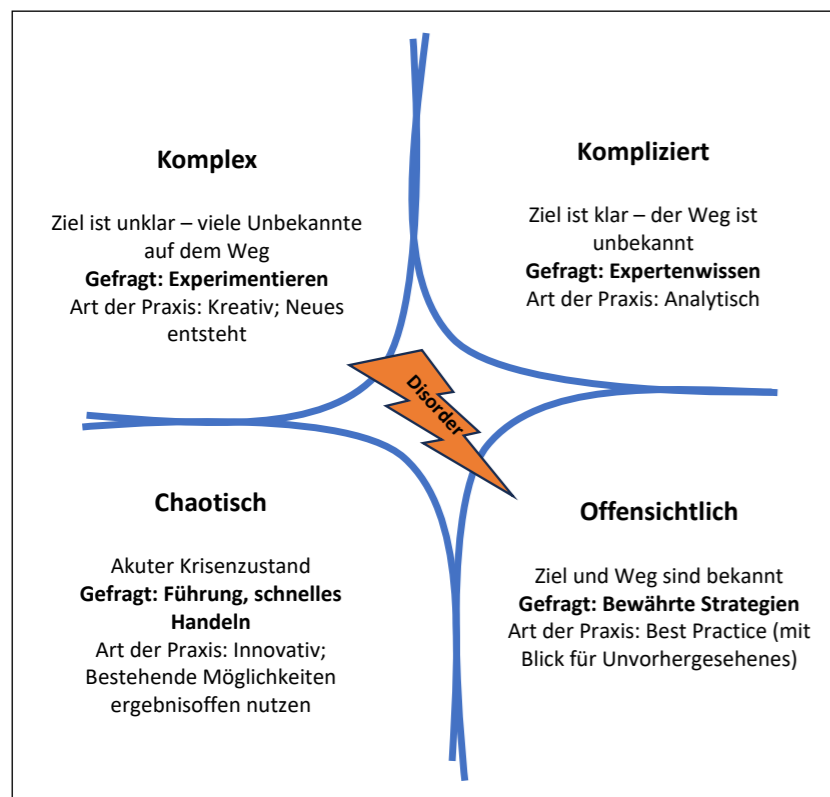 Komplex
Ziel ist unklar – viele Unbekannte
auf dem Weg
Gefragt: Experimentieren
Art der Praxis: Kreativ; Neues
entsteht
Kompliziert
Ziel ist klar – der Weg ist
unbekannt
Gefragt: Expertenwissen
Art der Praxis: Analytisch
Disorder
Chaotisch
Akuter Krisenzustand
Gefragt: Führung, schnelles
Handeln
Art der Praxis: Innovativ;
Bestehende Möglichkeiten
ergebnisoffen nutzen
Offensichtlich
Ziel und Weg sind bekannt
Gefragt: Bewährte Strategien
Art der Praxis: Best Practice (mit
Blick für Unvorhergesehenes)